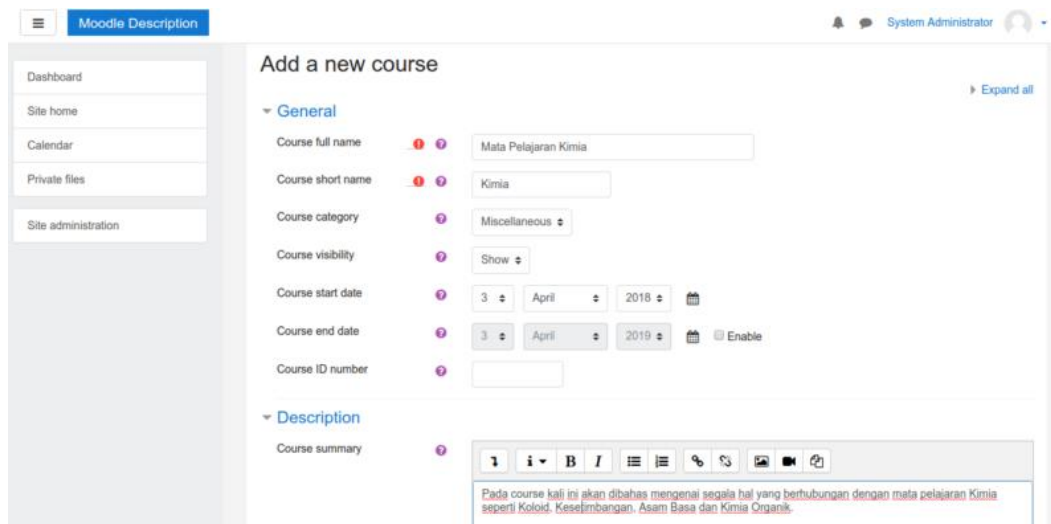 Moodle Description
System Administrator
Dashboard
Site home
Calendar
Private files
Site administration
Add a new course
Expand all
General
Course full name Mata Pelajaran Kimia
Course short name Kimia
Course category Miscellaneous
Course visibility Show
Course start date 3 April 2018
Course end date 3 April 2019 Enable
Course ID number
Description
Course summary
i B I
Pada course kali ini akan dibahas mengenai segala hal yang berhubungan dengan mata pelajaran Kimia
seperti Koloid, Kesetimbangan, Asam Basa dan Kimia Organik.